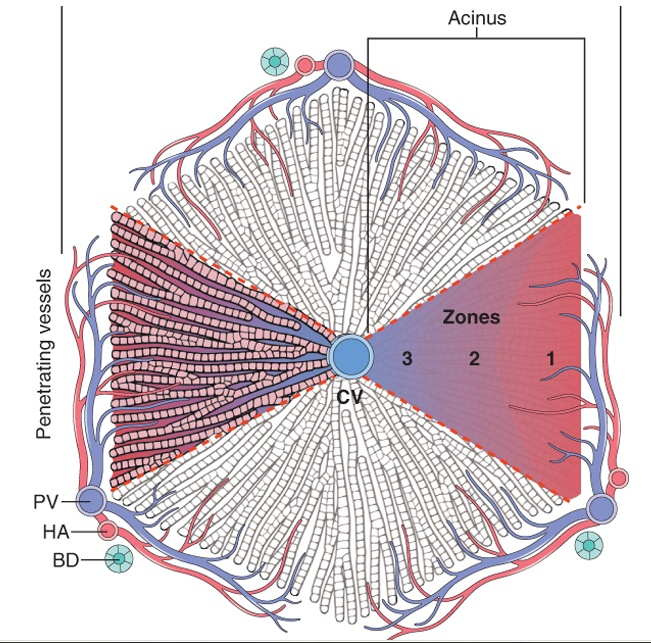 Acinus
Penetrating vessels
Zones
3 2 1
CV
PV
HA
BD